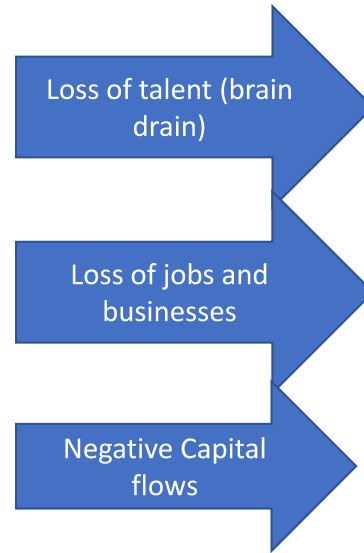 Loss of talent (brain
drain)
Loss of jobs and
businesses
Negative Capital
flows